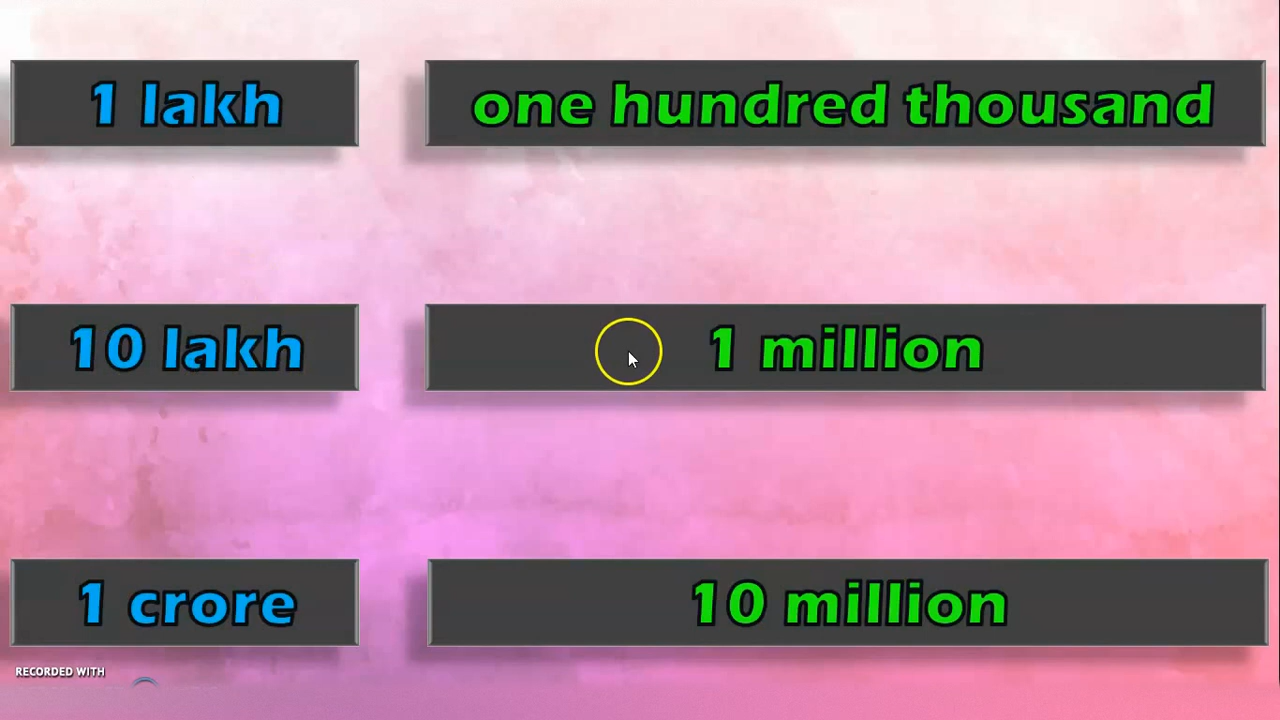 1 lakh
one hundred thousand
10 lakh
1 million
1 crore
10 million
RECORDED WITH